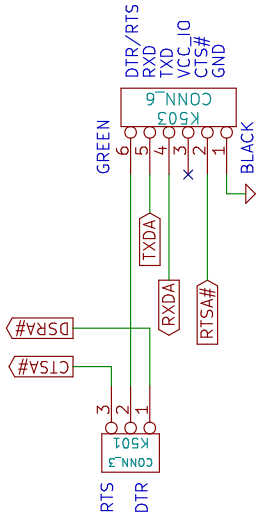 DTR/RTS
RXD
TXD
VCC_IO
CTS#
GND
CONN_6
K503
GREEN
6
5
4
3
2
1
BLACK
TXDA
RXDA
RTSA#
DSRA#
CTSA#
3
2
1
K501
CONN_3
RTS
DTR